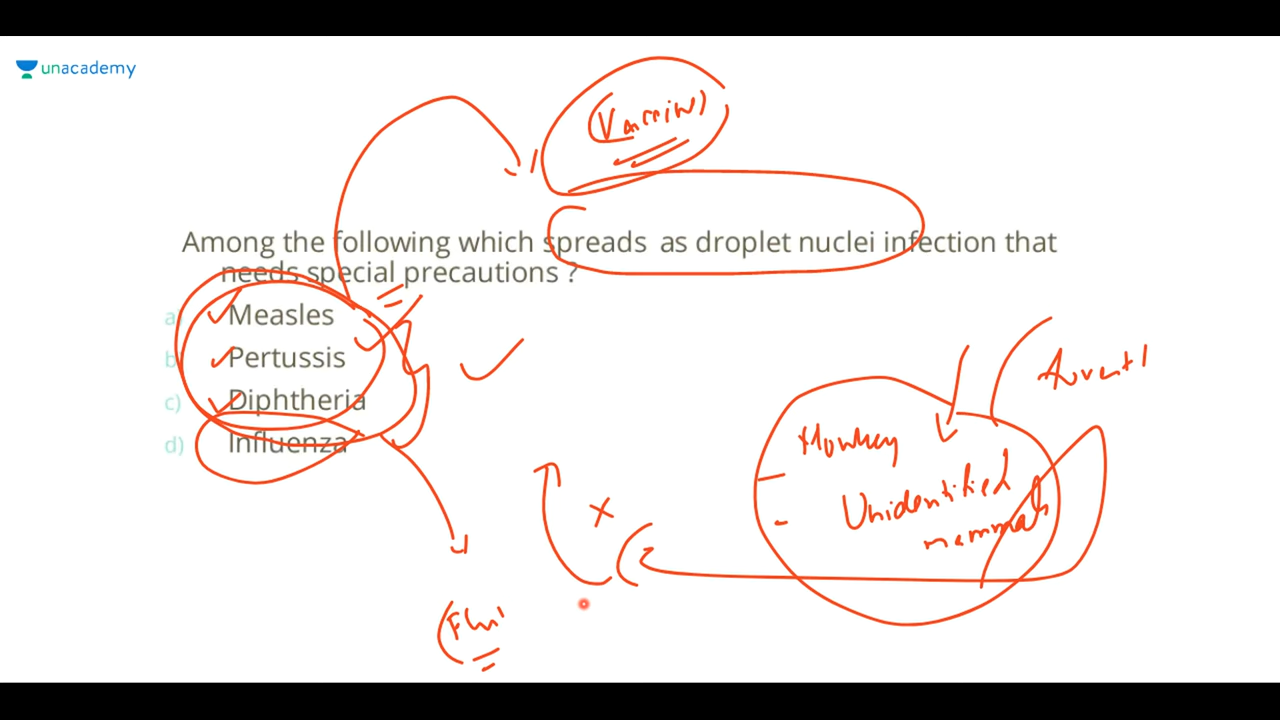 unacademy
(Vaccines)
Among the following which spreads as droplet nuclei infection that
needs special precautions ?
a) Measles
b) Pertussis
c) Diphtheria
d) Influenza
- Monkey
- Unidentified
mammals
(Flu